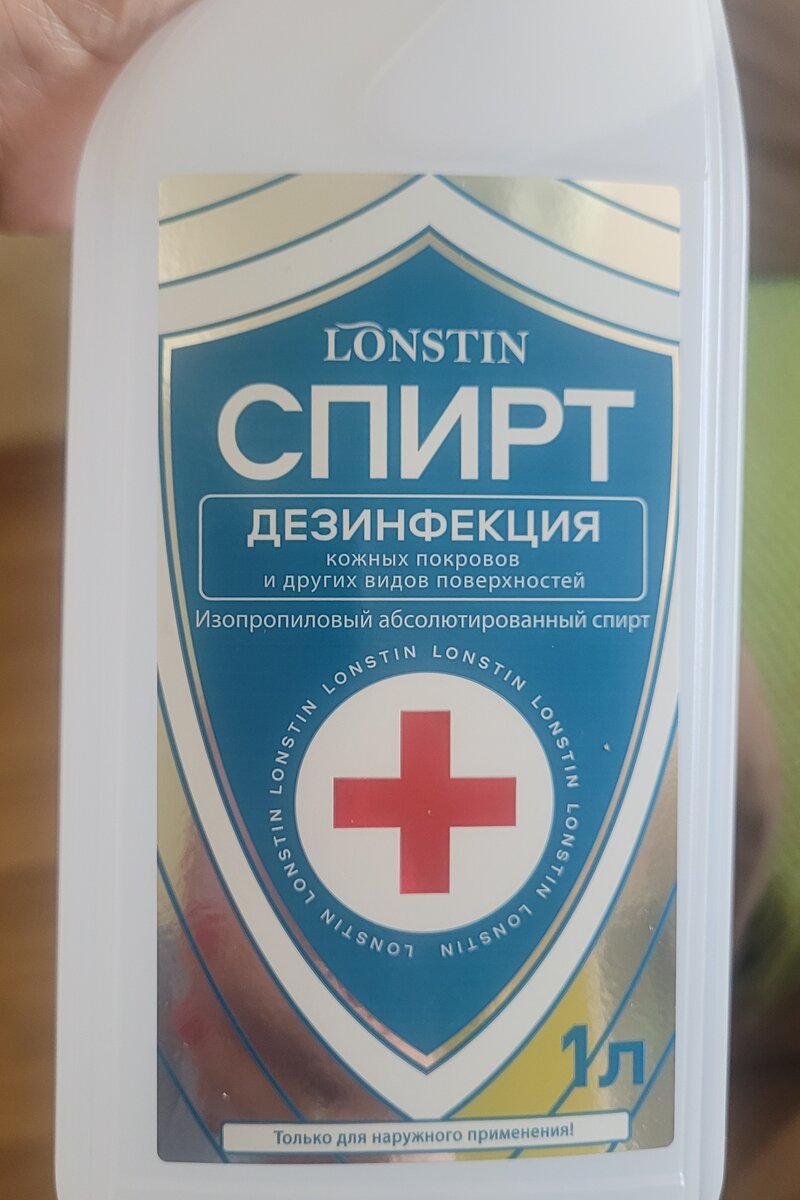 LONSTIN
СПИРТ
ДЕЗИНФЕКЦИЯ
кожных покровов
и других видов поверхностей
Изопропиловый абсолютированный спирт
LONSTIN LONSTIN LONSTIN LONSTIN LONSTIN LONSTIN LONSTIN LONSTIN LONSTIN
1л
Только для наружного применения!